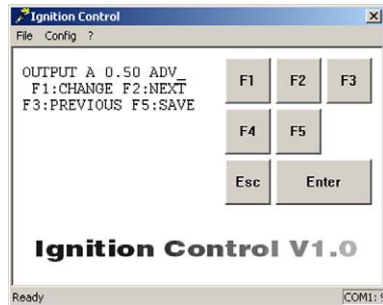 Ignition Control
File Config ?
OUTPUT A 0.50 ADV_
F1:CHANGE F2:NEXT
F3:PREVIOUS F5:SAVE
F1 F2 F3
F4 F5
Esc Enter
Ignition Control V1.0
Ready COM1: